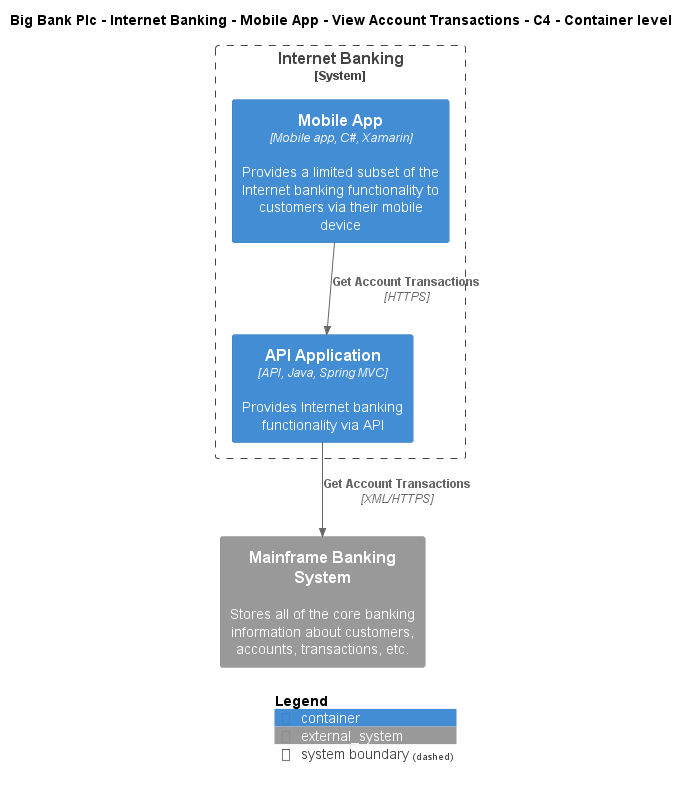 Big Bank Plc - Internet Banking - Mobile App - View Account Transactions - C4 - Container level
Internet Banking
[System]
Mobile App
[Mobile app, C#, Xamarin]
Provides a limited subset of the
Internet banking functionality to
customers via their mobile
device
Get Account Transactions
[HTTPS]
API Application
[API, Java, Spring MVC]
Provides Internet banking
functionality via API
Get Account Transactions
[XML/HTTPS]
Mainframe Banking
System
Stores all of the core banking
information about customers,
accounts, transactions, etc.
Legend
container
external_system
system boundary (dashed)